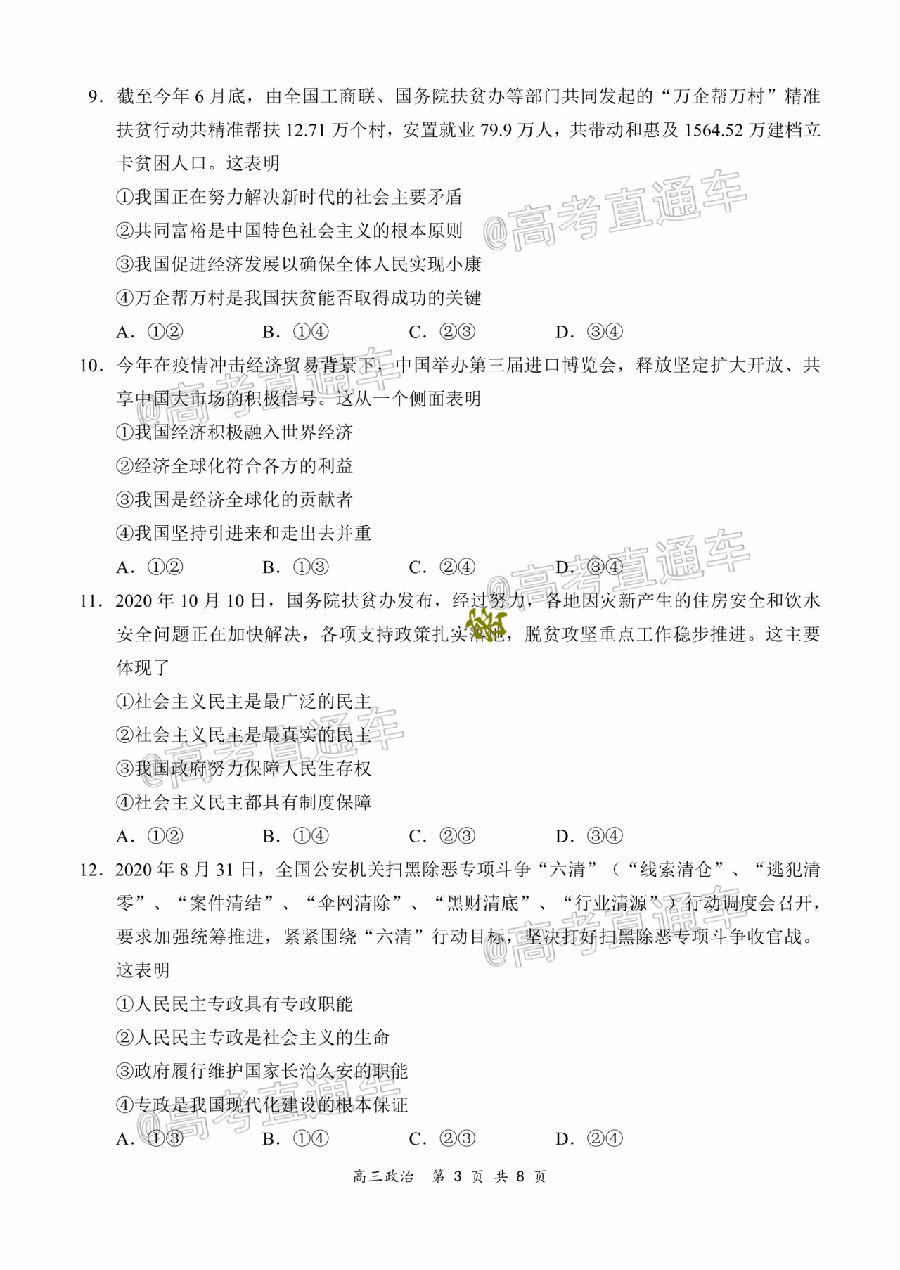 9．截至今年 6 月底，由全国工商联、国务院扶贫办等部门共同发起的“万企帮万村”精准
扶贫行动共精准帮扶 12.71 万个村，安置就业 79.9 万人，共带动和惠及 1564.52 万建档立
卡贫困人口。这表明
①我国正在努力解决新时代的社会主要矛盾
②共同富裕是中国特色社会主义的根本原则
③我国促进经济发展以确保全体人民实现小康
④万企帮万村是我国扶贫能否取得成功的关键
A．①② B．①④ C．②③ D．③④
10．今年在疫情冲击经济贸易背景下，中国举办第三届进口博览会，释放坚定扩大开放、共
享中国大市场的积极信号。这从一个侧面表明
①我国经济积极融入世界经济
②经济全球化符合各方的利益
③我国是经济全球化的贡献者
④我国坚持引进来和走出去并重
A．①② B．①③ C．②④ D．③④
11．2020 年 10 月 10 日，国务院扶贫办发布，经过努力，各地因灾新产生的住房安全和饮水
安全问题正在加快解决，各项支持政策扎实落地，脱贫攻坚重点工作稳步推进。这主要
体现了
①社会主义民主是最广泛的民主
②社会主义民主是最真实的民主
③我国政府努力保障人民生存权
④社会主义民主都具有制度保障
A．①② B．①④ C．②③ D．③④
12．2020 年 8 月 31 日，全国公安机关扫黑除恶专项斗争“六清”（“线索清仓”、“逃犯清
零”、“案件清结”、“伞网清除”、“黑财清底”、“行业清源”）行动调度会召开，
要求加强统筹推进，紧紧围绕“六清”行动目标，坚决打好扫黑除恶专项斗争收官战。
这表明
①人民民主专政具有专政职能
②人民民主专政是社会主义的生命
③政府履行维护国家长治久安的职能
④专政是我国现代化建设的根本保证
A．①③ B．①④ C．②③ D．②④
高三政治 第 3 页 共 8 页
@高考直通车
@高考直通车
@高考直通车
@高考直通车
@高考直通车
@高考直通车